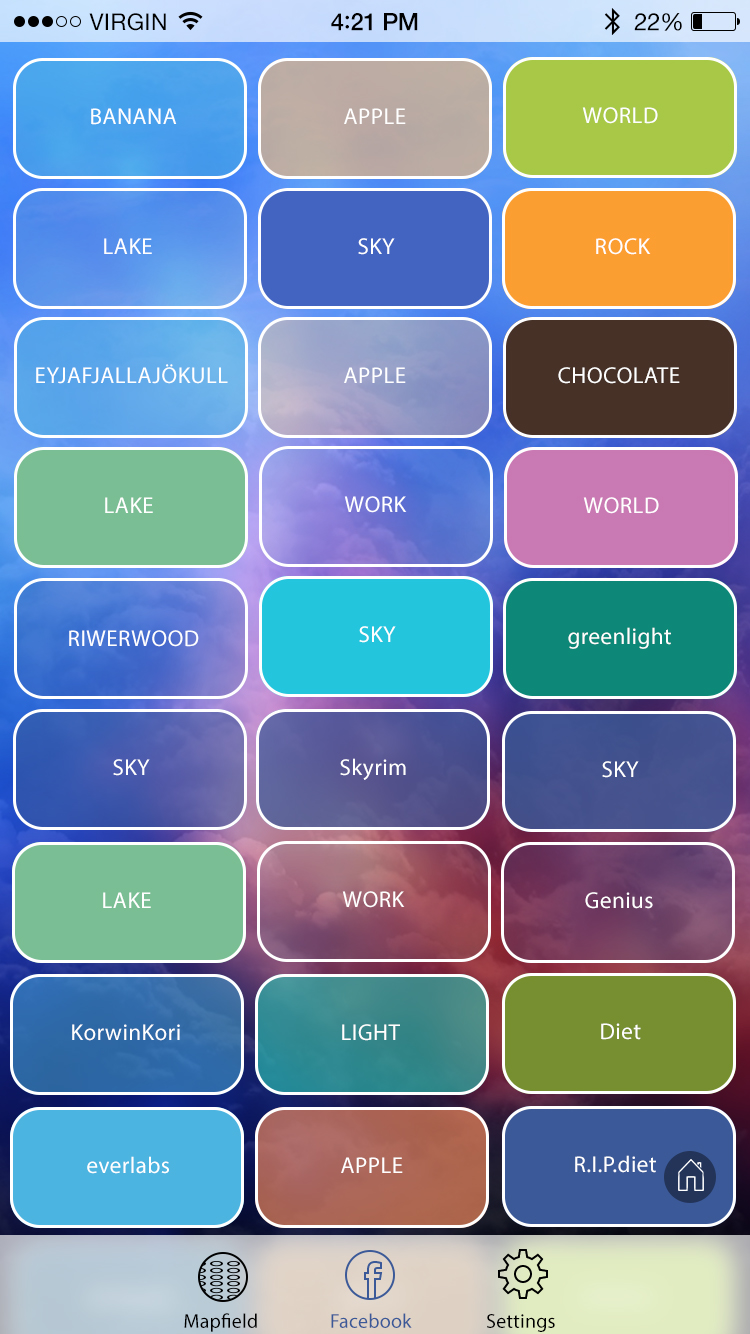 VIRGIN 4:21 PM 22%
BANANA APPLE WORLD
LAKE SKY ROCK
EYJAFJALLAJÖKULL APPLE CHOCOLATE
LAKE WORK WORLD
RIWERWOOD SKY greenlight
SKY Skyrim SKY
LAKE WORK Genius
KorwinKori LIGHT Diet
everlabs APPLE R.I.P.diet
Mapfield Facebook Settings